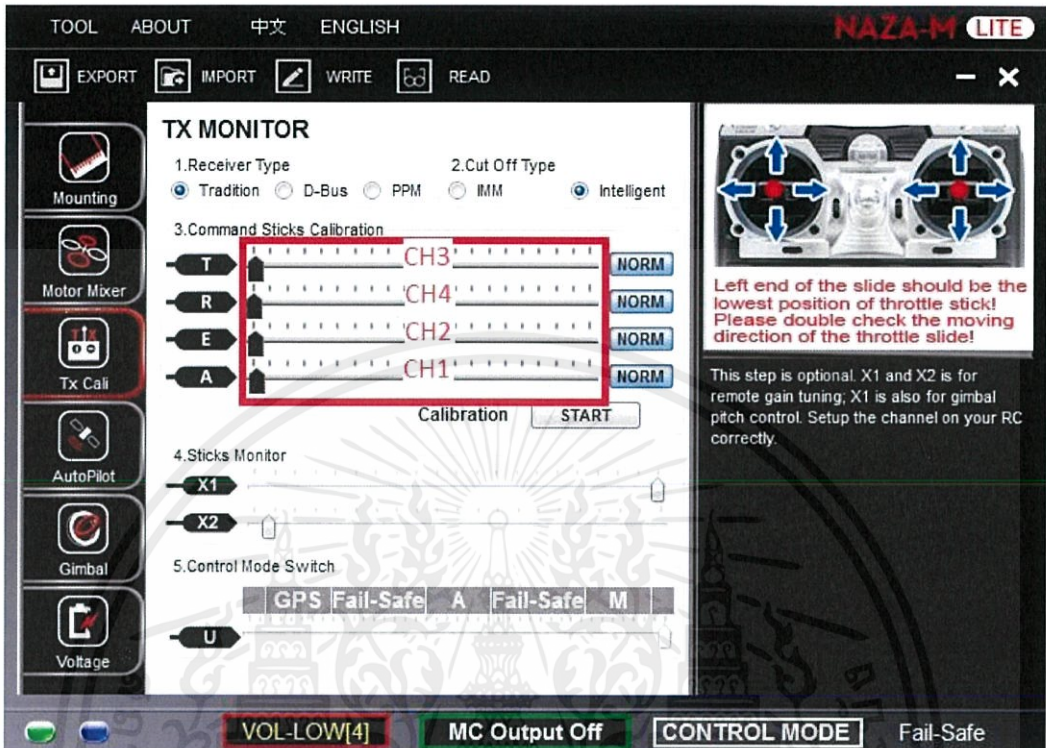 TOOL ABOUT 中文 ENGLISH NAZA-M LITE
EXPORT IMPORT WRITE READ
TX MONITOR
1.Receiver Type 2.Cut Off Type
Tradition D-Bus PPM IMM Intelligent
3.Command Sticks Calibration
T CH3 NORM
R CH4 NORM
E CH2 NORM
A CH1 NORM
Calibration START
4.Sticks Monitor
X1
X2
5.Control Mode Switch
GPS Fail-Safe A Fail-Safe M
U
Mounting
Motor Mixer
Tx Cali
AutoPilot
Gimbal
Voltage
Left end of the slide should be the
lowest position of throttle stick!
Please double check the moving
direction of the throttle slide!
This step is optional. X1 and X2 is for
remote gain tuning; X1 is also for gimbal
pitch control. Setup the channel on your RC
correctly.
VOL-LOW[4] MC Output Off CONTROL MODE Fail-Safe